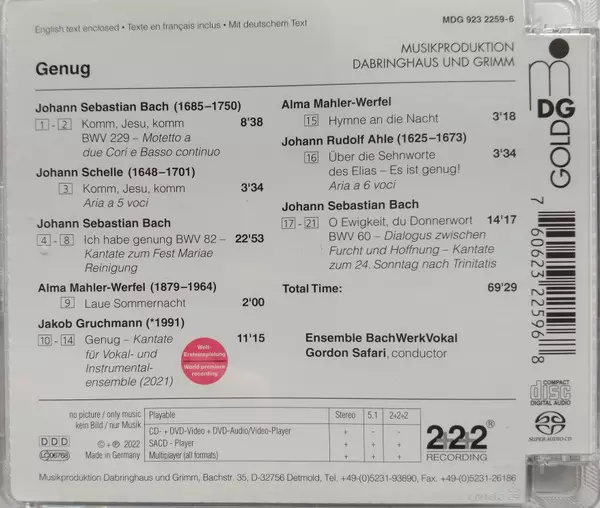 English text enclosed • Texte en français inclus • Mit deutschem Text
MDG 923 2259-6
MUSIKPRODUKTION
DABRINGHAUS UND GRIMM
Genug
Johann Sebastian Bach (1685–1750)
1 - 2 Komm, Jesu, komm 8'38
BWV 229 – Motetto a
due Cori e Basso continuo
Johann Schelle (1648–1701)
3 Komm, Jesu, komm 3'34
Aria a 5 voci
Johann Sebastian Bach
4 - 8 Ich habe genung BWV 82 – 22'53
Kantate zum Fest Mariae
Reinigung
Alma Mahler-Werfel (1879–1964)
9 Laue Sommernacht 2'00
Jakob Gruchmann (*1991)
10 - 14 Genug – Kantate 11'15
für Vokal- und
Instrumental-
ensemble (2021)
Welt-
Ersteinspielung
World premiere
recording
Alma Mahler-Werfel
15 Hymne an die Nacht 3'18
Johann Rudolf Ahle (1625–1673)
16 Über die Sehnworte 3'34
des Elias – Es ist genug!
Aria a 6 voci
Johann Sebastian Bach
17 - 21 O Ewigkeit, du Donnerwort 14'17
BWV 60 – Dialogus zwischen
Furcht und Hoffnung – Kantate
zum 24. Sonntag nach Trinitatis
Total Time: 69'29
Ensemble BachWerkVokal
Gordon Safari, conductor
DG
GOLD
7 60623 22596 8
COMPACT
disc
DIGITAL AUDIO
SUPER AUDIO CD
no picture / only music
kein Bild / nur Musik
DDD
LC06768
© + ℗ 2022
Made in Germany
Playable Stereo 5.1 2+2+2
CD- + DVD-Video + DVD-Audio/Video-Player + – –
SACD - Player + – +
Multiplayer (all formats) + – +
2+2+2®
RECORDING
Musikproduktion Dabringhaus und Grimm, Bachstr. 35, D-32756 Detmold, Tel. +49-(0)5231-93890, Fax +49-(0)5231-26186